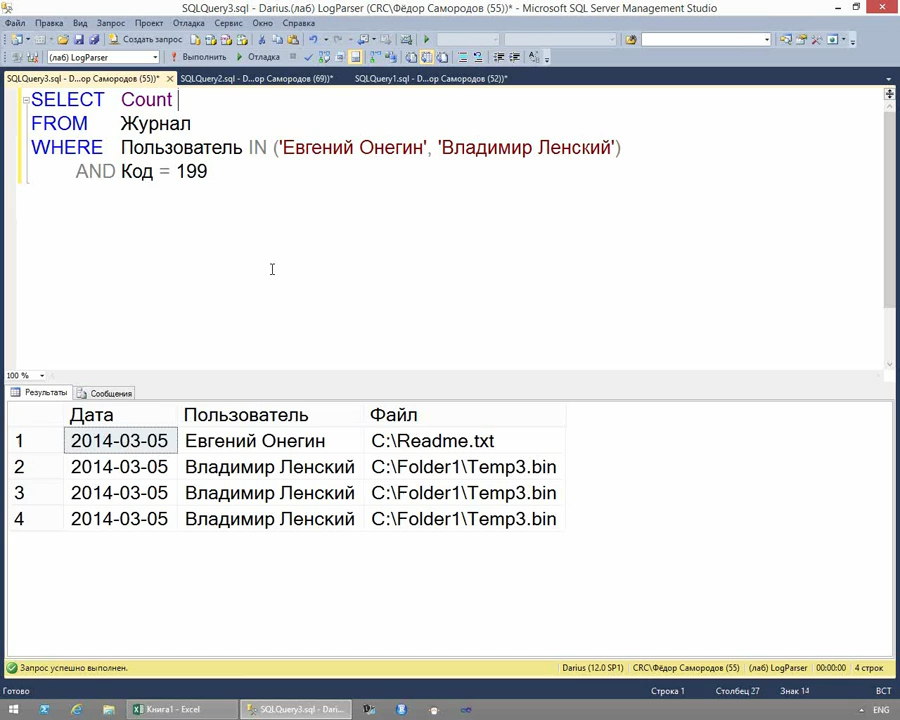 SQLQuery3.sql - Darius.(лаб) LogParser (CRC\Фёдор Самородов (55))* - Microsoft SQL Server Management Studio
Файл Правка Вид Запрос Проект Отладка Сервис Окно Справка
Создать запрос
(лаб) LogParser Выполнить Отладка
SQLQuery3.sql - D...ор Самородов (55))* SQLQuery2.sql - D...ор Самородов (69))* SQLQuery1.sql - D...ор Самородов (52))*
SELECT Count
FROM Журнал
WHERE Пользователь IN ('Евгений Онегин', 'Владимир Ленский')
AND Код = 199
100 %
Результаты Сообщения
Дата Пользователь Файл
1 2014-03-05 Евгений Онегин C:\Readme.txt
2 2014-03-05 Владимир Ленский C:\Folder1\Temp3.bin
3 2014-03-05 Владимир Ленский C:\Folder1\Temp3.bin
4 2014-03-05 Владимир Ленский C:\Folder1\Temp3.bin
Запрос успешно выполнен. Darius (12.0 SP1) CRC\Фёдор Самородов (55) (лаб) LogParser 00:00:00 4 строк
Готово Строка 1 Столбец 27 Знак 14 ВСТ
Книга1 - Excel SQLQuery3.sql - Dari... ENG